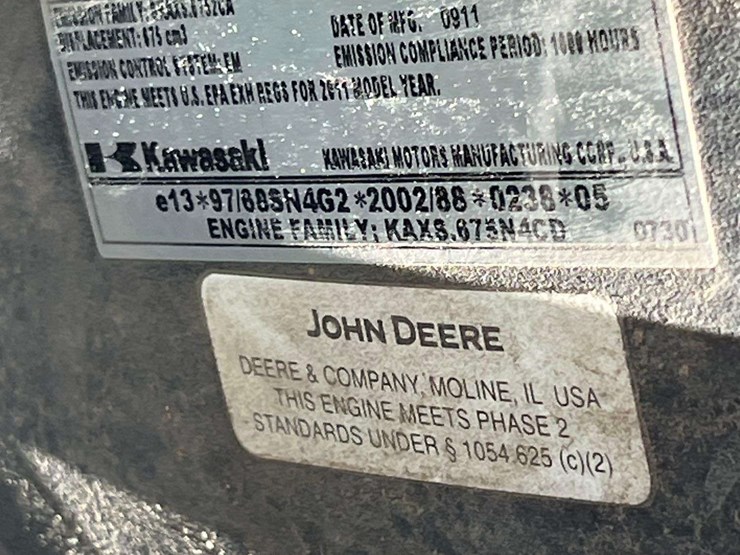 EMISSION FAMILY:
DATE OF MFG. 0911
DISPLACEMENT: 675 cm3
EMISSION COMPLIANCE PERIOD: 1000 HOURS
EMISSION CONTROL SYSTEM: EM
THIS ENGINE MEETS U.S. EPA EXH REGS FOR 2011 MODEL YEAR.
Kawasaki KAWASAKI MOTORS MANUFACTURING CORP., U.S.A.
e13*97/68SN4G2*2002/88*0238*05
ENGINE FAMILY: KAXS.675N4CD 0730
JOHN DEERE
DEERE & COMPANY, MOLINE, IL USA
THIS ENGINE MEETS PHASE 2
STANDARDS UNDER § 1054.625 (c)(2)